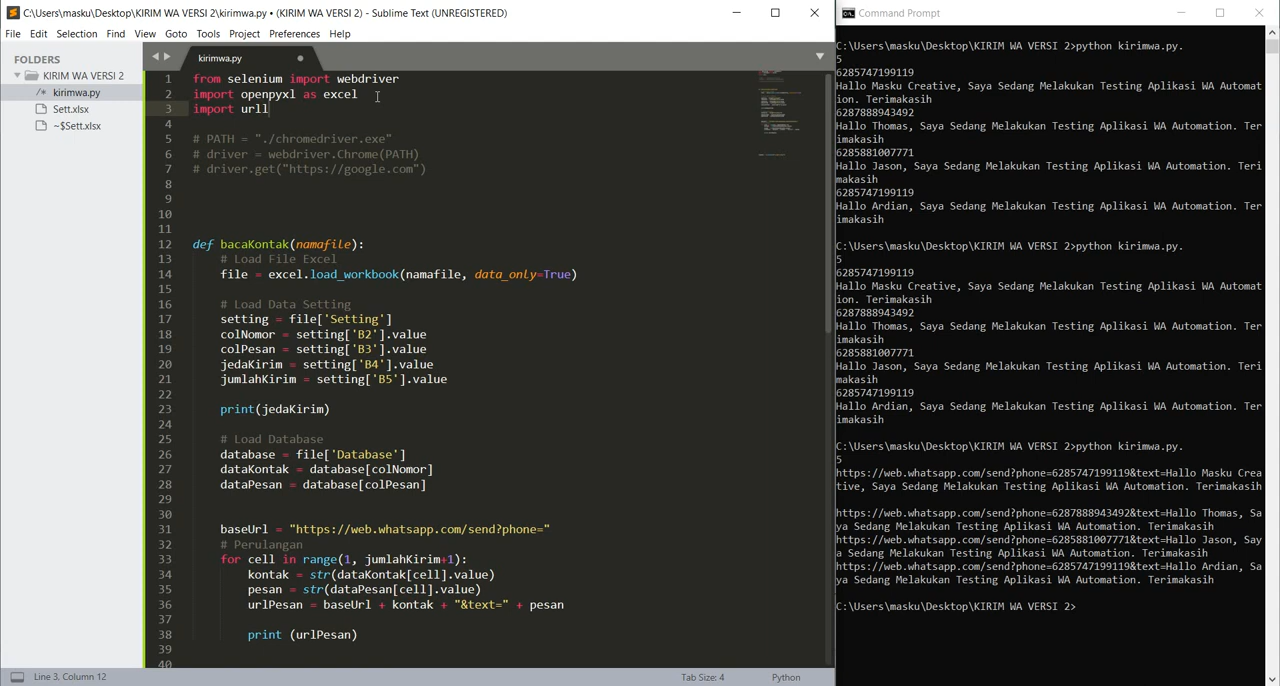 C:\Users\masku\Desktop\KIRIM WA VERSI 2\kirimwa.py • (KIRIM WA VERSI 2) - Sublime Text (UNREGISTERED)
File Edit Selection Find View Goto Tools Project Preferences Help
FOLDERS
KIRIM WA VERSI 2
/* kirimwa.py
Sett.xlsx
~$Sett.xlsx
kirimwa.py
1 from selenium import webdriver
2 import openpyxl as excel
3 import urll
4
5 # PATH = "./chromedriver.exe"
6 # driver = webdriver.Chrome(PATH)
7 # driver.get("https://google.com")
8
9
10
11
12 def bacaKontak(namafile):
13 # Load File Excel
14 file = excel.load_workbook(namafile, data_only=True)
15
16 # Load Data Setting
17 setting = file['Setting']
18 colNomor = setting['B2'].value
19 colPesan = setting['B3'].value
20 jedaKirim = setting['B4'].value
21 jumlahKirim = setting['B5'].value
22
23 print(jedaKirim)
24
25 # Load Database
26 database = file['Database']
27 dataKontak = database[colNomor]
28 dataPesan = database[colPesan]
29
30
31 baseUrl = "https://web.whatsapp.com/send?phone="
32 # Perulangan
33 for cell in range(1, jumlahKirim+1):
34 kontak = str(dataKontak[cell].value)
35 pesan = str(dataPesan[cell].value)
36 urlPesan = baseUrl + kontak + "&text=" + pesan
37
38 print (urlPesan)
39
40
Line 3, Column 12
Tab Size: 4
Python
Command Prompt
C:\Users\masku\Desktop\KIRIM WA VERSI 2>python kirimwa.py.
5
6285747199119
Hallo Masku Creative, Saya Sedang Melakukan Testing Aplikasi WA Automat
ion. Terimakasih
6287888943492
Hallo Thomas, Saya Sedang Melakukan Testing Aplikasi WA Automation. Ter
imakasih
6285881007771
Hallo Jason, Saya Sedang Melakukan Testing Aplikasi WA Automation. Teri
makasih
6285747199119
Hallo Ardian, Saya Sedang Melakukan Testing Aplikasi WA Automation. Ter
imakasih
C:\Users\masku\Desktop\KIRIM WA VERSI 2>python kirimwa.py.
5
6285747199119
Hallo Masku Creative, Saya Sedang Melakukan Testing Aplikasi WA Automat
ion. Terimakasih
6287888943492
Hallo Thomas, Saya Sedang Melakukan Testing Aplikasi WA Automation. Ter
imakasih
6285881007771
Hallo Jason, Saya Sedang Melakukan Testing Aplikasi WA Automation. Teri
makasih
6285747199119
Hallo Ardian, Saya Sedang Melakukan Testing Aplikasi WA Automation. Ter
imakasih
C:\Users\masku\Desktop\KIRIM WA VERSI 2>python kirimwa.py.
5
https://web.whatsapp.com/send?phone=6285747199119&text=Hallo Masku Crea
tive, Saya Sedang Melakukan Testing Aplikasi WA Automation. Terimakasih
https://web.whatsapp.com/send?phone=6287888943492&text=Hallo Thomas, Sa
ya Sedang Melakukan Testing Aplikasi WA Automation. Terimakasih
https://web.whatsapp.com/send?phone=6285881007771&text=Hallo Jason, Say
a Sedang Melakukan Testing Aplikasi WA Automation. Terimakasih
https://web.whatsapp.com/send?phone=6285747199119&text=Hallo Ardian, Sa
ya Sedang Melakukan Testing Aplikasi WA Automation. Terimakasih
C:\Users\masku\Desktop\KIRIM WA VERSI 2>